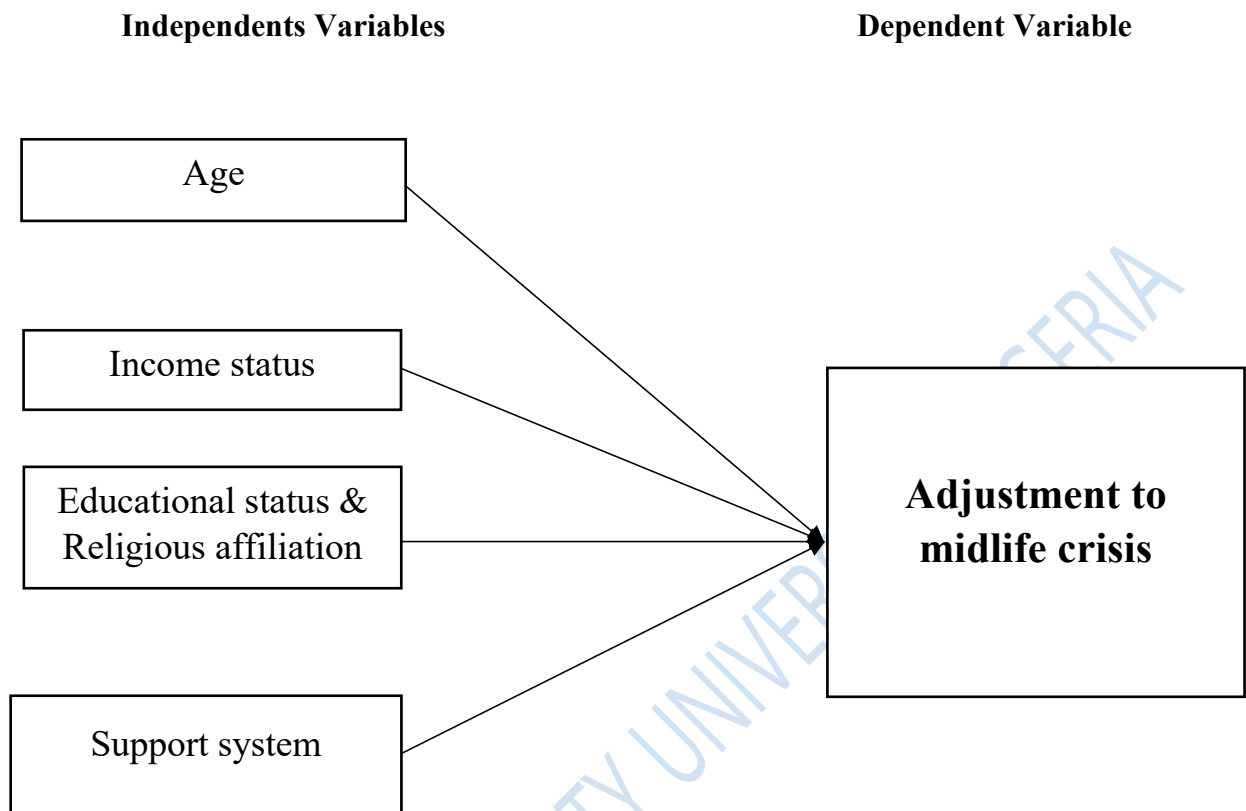 Independents Variables
Dependent Variable
Age
Income status
Educational status &
Religious affiliation
Support system
Adjustment to
midlife crisis